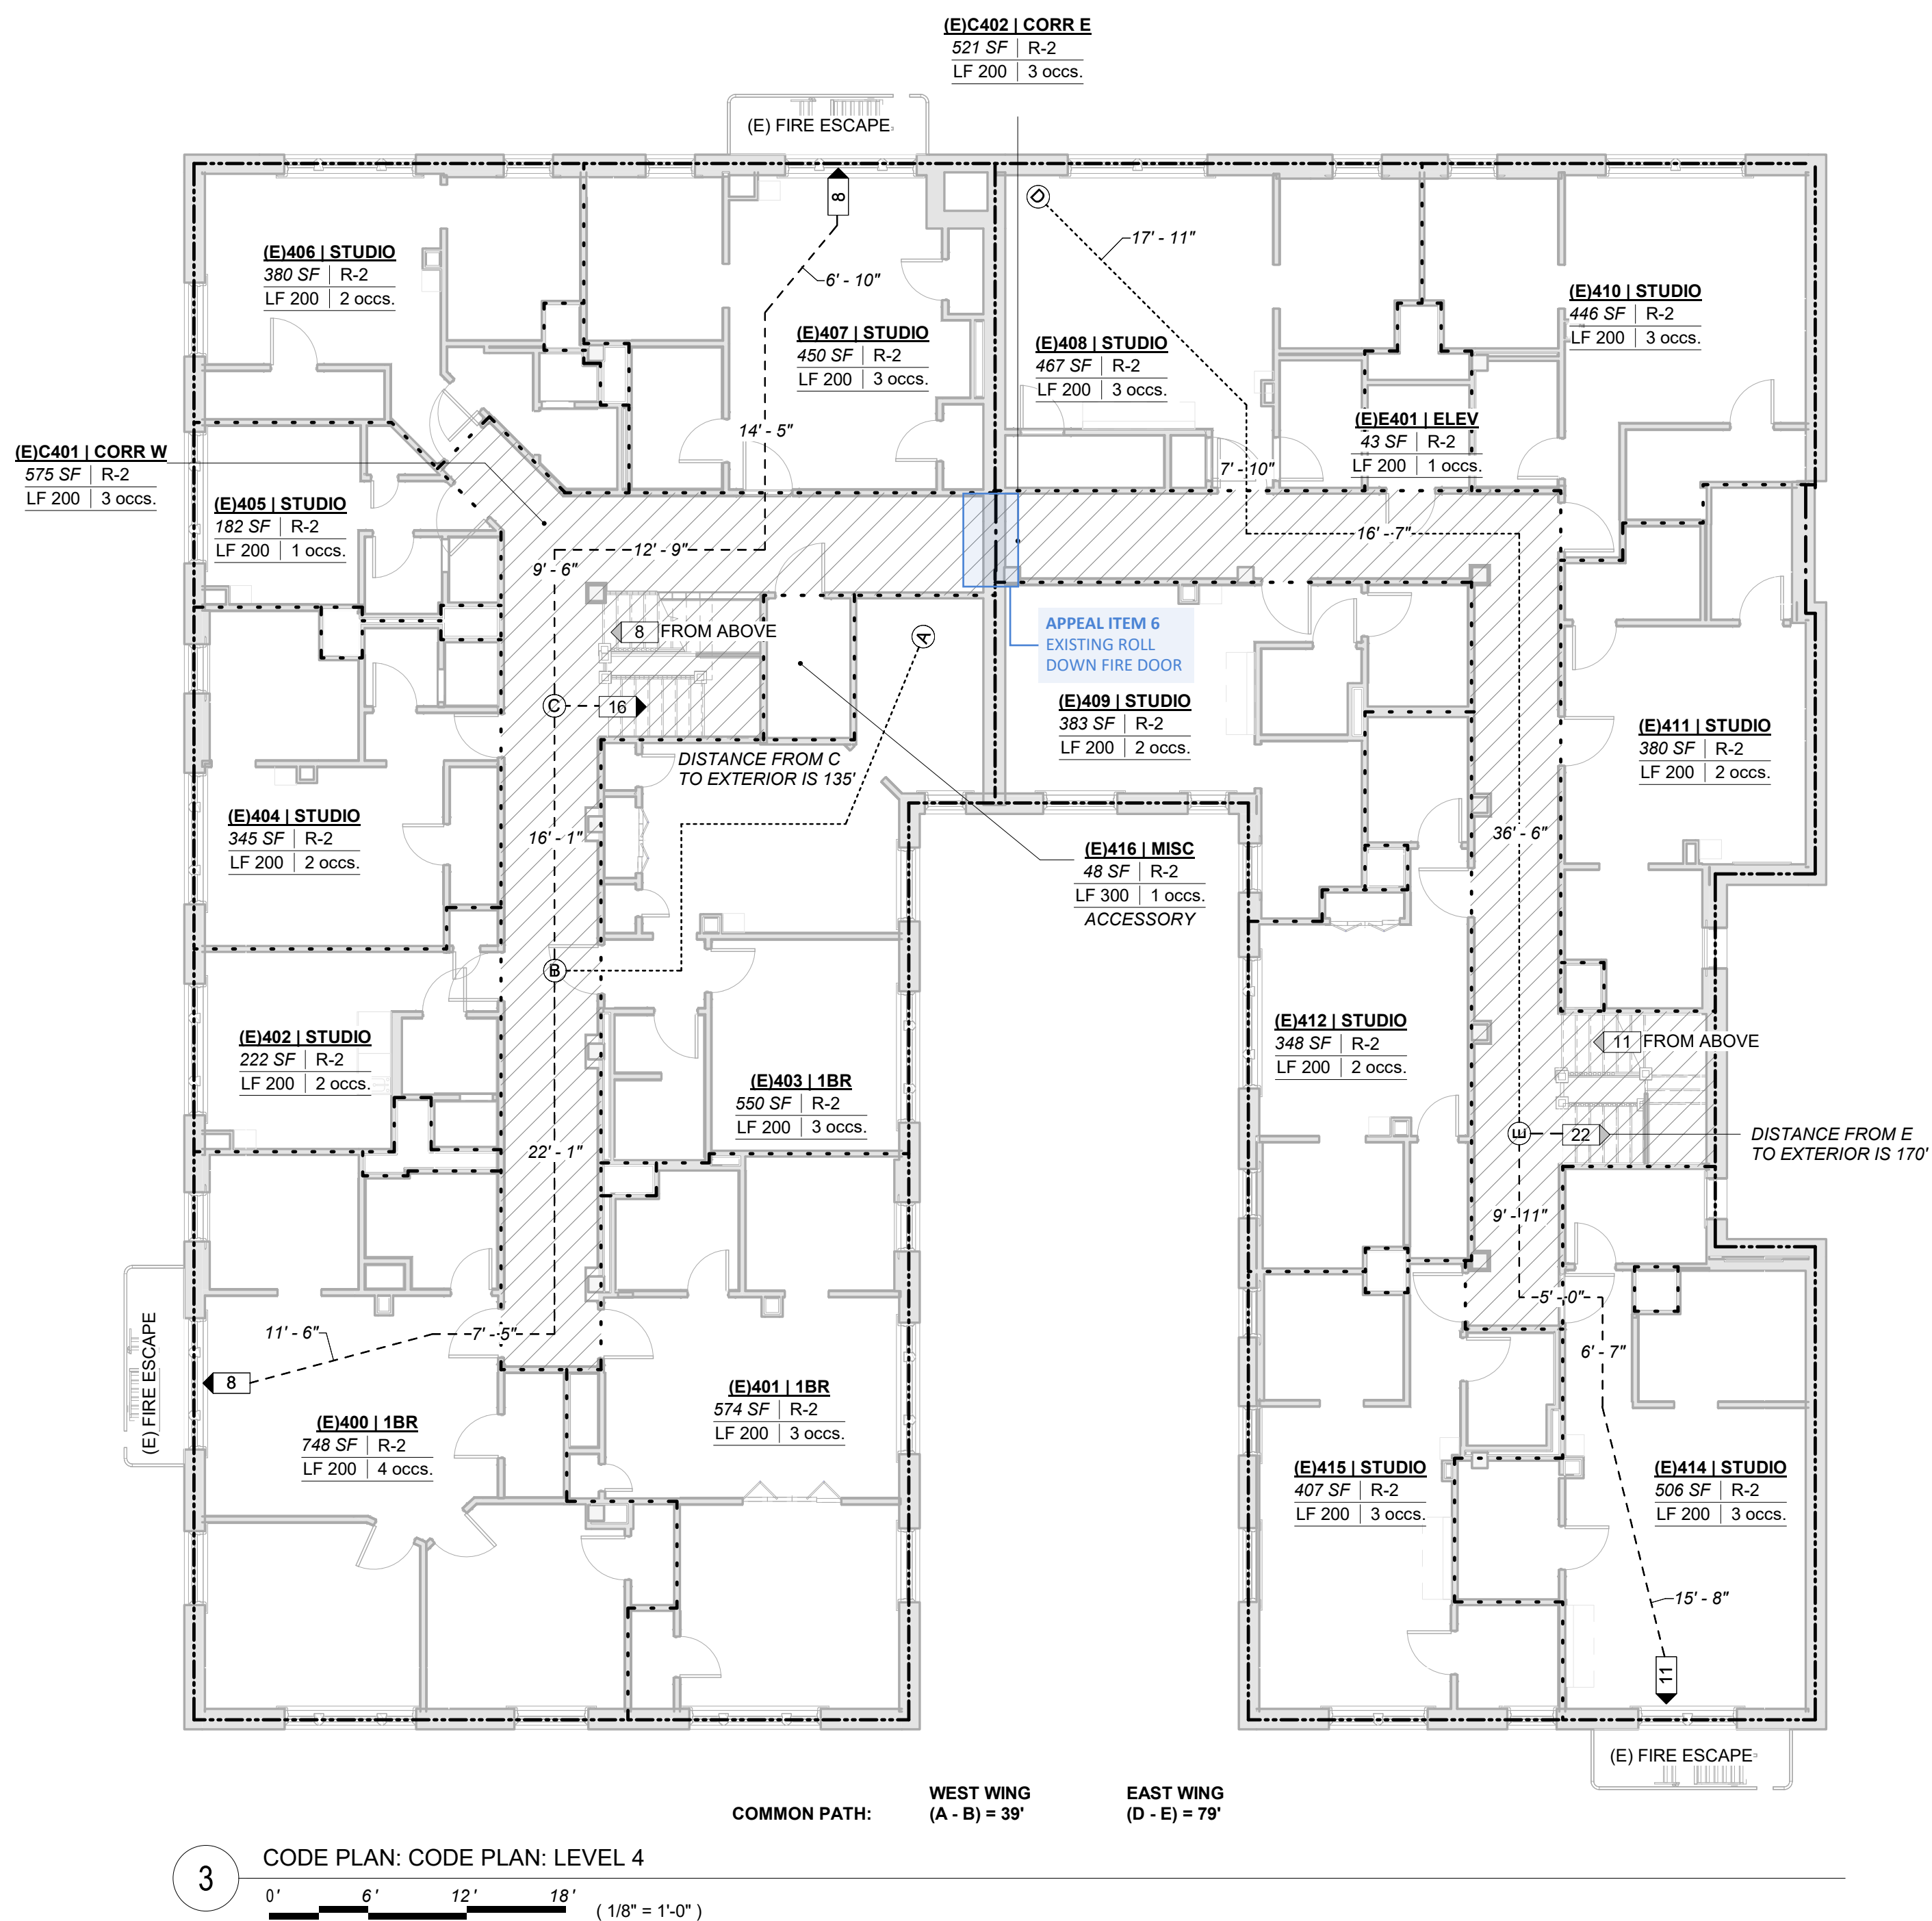 (E)C402 | CORR E
521 SF | R-2
LF 200 | 3 occs.
(E) FIRE ESCAPE
8
D
17' - 11"
6' - 10"
(E)406 | STUDIO
380 SF | R-2
LF 200 | 2 occs.
(E)407 | STUDIO
450 SF | R-2
LF 200 | 3 occs.
(E)408 | STUDIO
467 SF | R-2
LF 200 | 3 occs.
(E)410 | STUDIO
446 SF | R-2
LF 200 | 3 occs.
(E)E401 | ELEV
43 SF | R-2
LF 200 | 1 occs.
14' - 5"
7' - 10"
(E)C401 | CORR W
575 SF | R-2
LF 200 | 3 occs.
(E)405 | STUDIO
182 SF | R-2
LF 200 | 1 occs.
12' - 9"
9' - 6"
16' - 7"
8 FROM ABOVE
A
APPEAL ITEM 6
EXISTING ROLL
DOWN FIRE DOOR
C
16
DISTANCE FROM C
TO EXTERIOR IS 135'
(E)409 | STUDIO
383 SF | R-2
LF 200 | 2 occs.
(E)411 | STUDIO
380 SF | R-2
LF 200 | 2 occs.
(E)404 | STUDIO
345 SF | R-2
LF 200 | 2 occs.
16' - 1"
36' - 6"
(E)416 | MISC
48 SF | R-2
LF 300 | 1 occs.
ACCESSORY
B
(E)402 | STUDIO
222 SF | R-2
LF 200 | 2 occs.
(E)403 | 1BR
550 SF | R-2
LF 200 | 3 occs.
(E)412 | STUDIO
348 SF | R-2
LF 200 | 2 occs.
11 FROM ABOVE
E
22
DISTANCE FROM E
TO EXTERIOR IS 170'
22' - 1"
9' - 11"
5' - 0"
6' - 7"
(E) FIRE ESCAPE
11' - 6"
7' - 5"
8
(E)400 | 1BR
748 SF | R-2
LF 200 | 4 occs.
(E)401 | 1BR
574 SF | R-2
LF 200 | 3 occs.
(E)415 | STUDIO
407 SF | R-2
LF 200 | 3 occs.
(E)414 | STUDIO
506 SF | R-2
LF 200 | 3 occs.
15' - 8"
11
(E) FIRE ESCAPE
WEST WING EAST WING
COMMON PATH: (A - B) = 39' (D - E) = 79'
3 CODE PLAN: CODE PLAN: LEVEL 4
0' 6' 12' 18'
( 1/8" = 1'-0" )